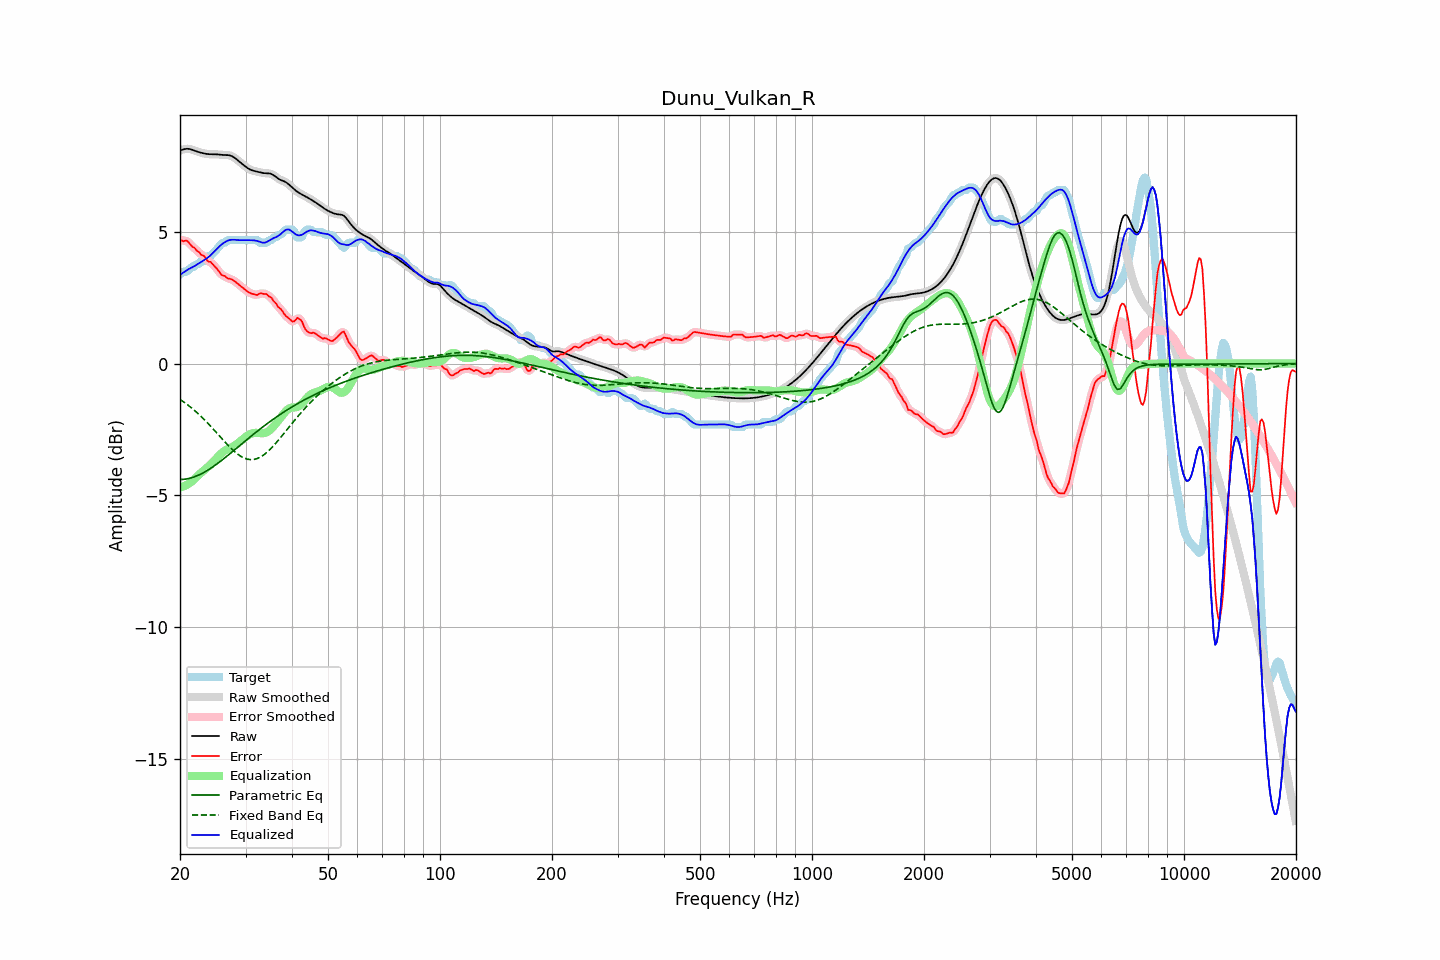 Dunu_Vulkan_R
5
0
−5
−10
−15
Amplitude (dBr)
Target
Raw Smoothed
Error Smoothed
Raw
Error
Equalization
Parametric Eq
Fixed Band Eq
Equalized
20 50 100 200 500 1000 2000 5000 10000 20000
Frequency (Hz)